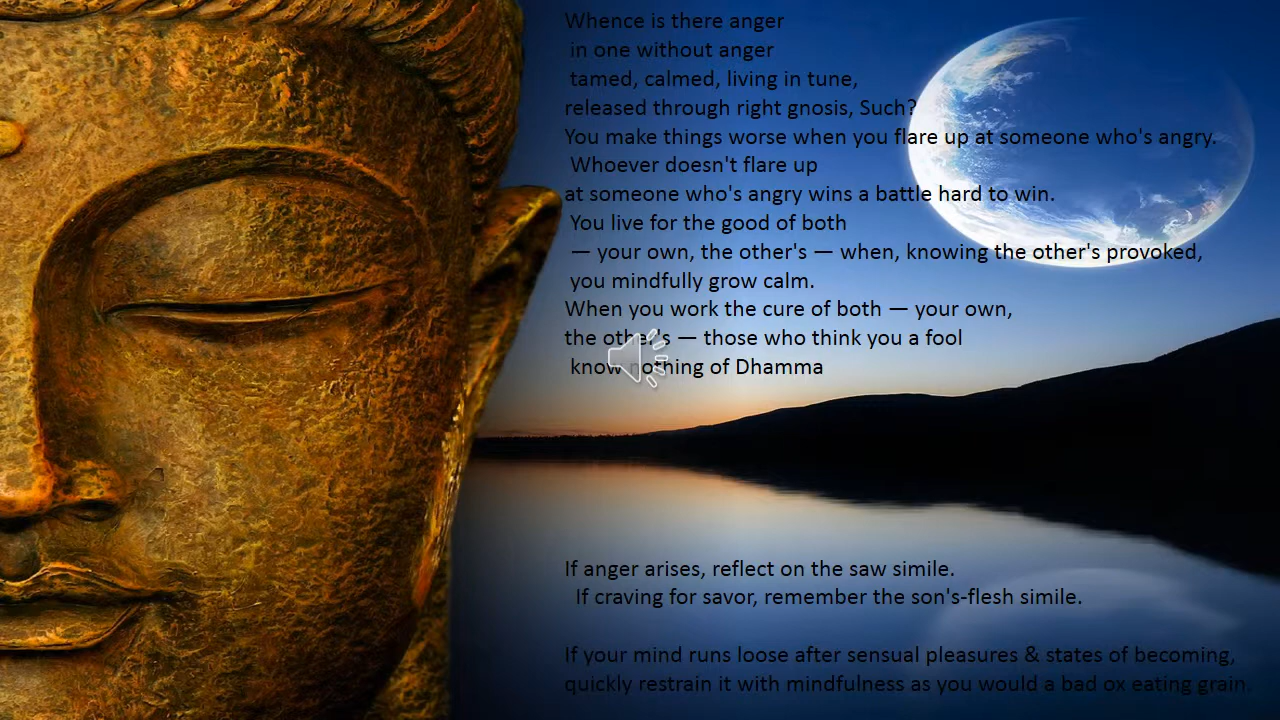 Whence is there anger
in one without anger
tamed, calmed, living in tune,
released through right gnosis, Such?
You make things worse when you flare up at someone who's angry.
Whoever doesn't flare up
at someone who's angry wins a battle hard to win.
You live for the good of both
— your own, the other's — when, knowing the other's provoked,
you mindfully grow calm.
When you work the cure of both — your own,
the other's — those who think you a fool
know nothing of Dhamma
If anger arises, reflect on the saw simile.
If craving for savor, remember the son's-flesh simile.
If your mind runs loose after sensual pleasures & states of becoming,
quickly restrain it with mindfulness as you would a bad ox eating grain.